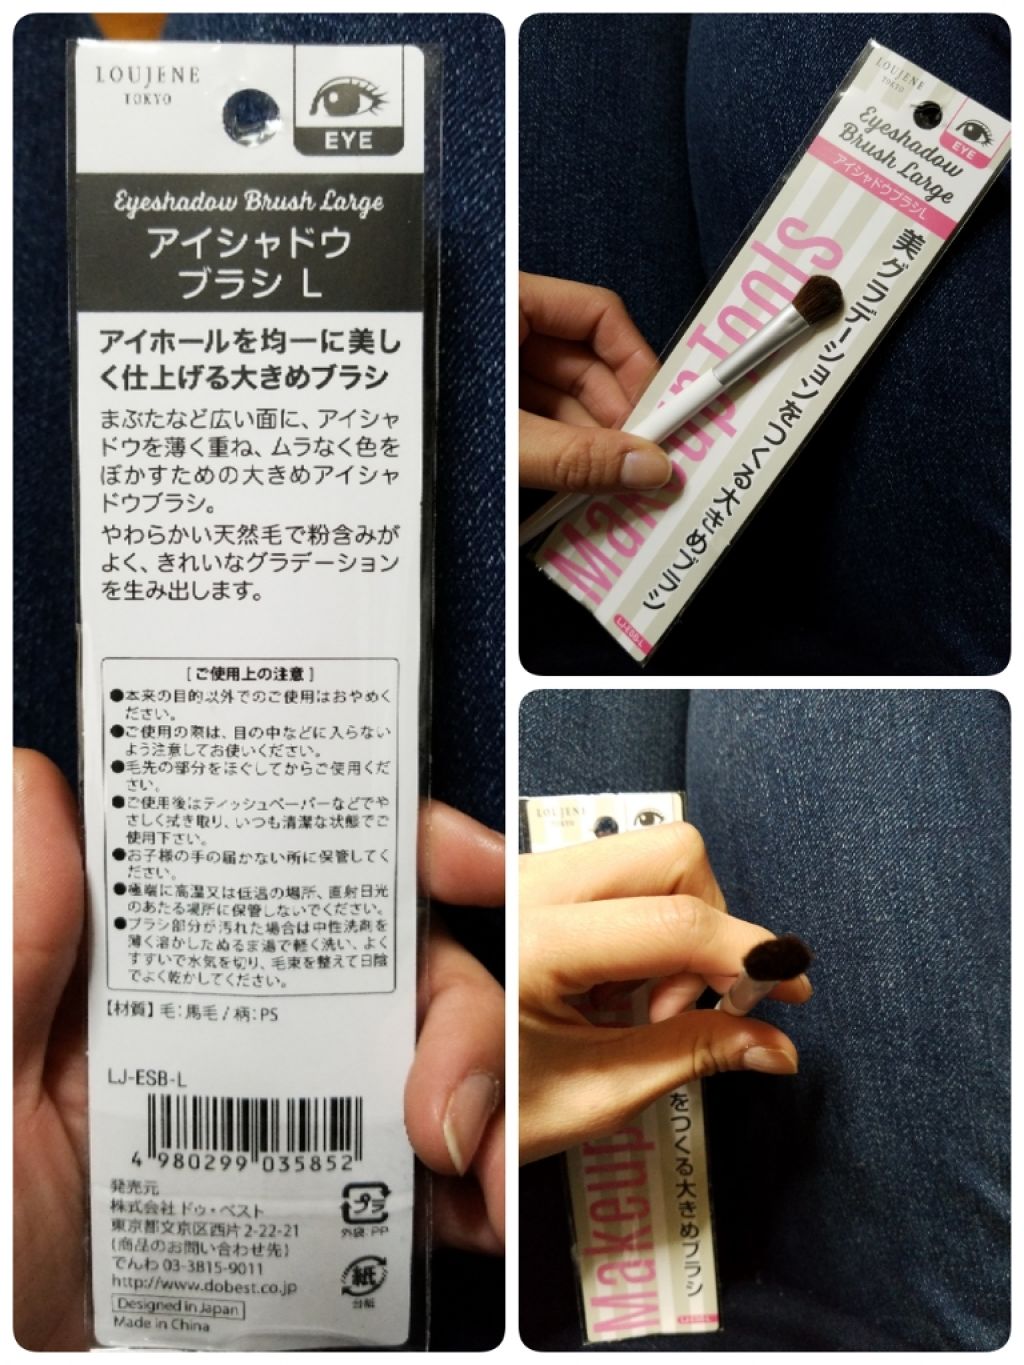 LOUJENE
TOKYO
EYE
Eyeshadow Brush Large
アイシャドウ
ブラシ L
アイホールを均一に美し
く仕上げる大きめブラシ
まぶたなど広い面に、アイシャ
ドウを薄く重ね、ムラなく色を
ぼかすための大きめアイシャ
ドウブラシ。
やわらかい天然毛で粉含みが
よく、きれいなグラデーション
を生み出します。
[ご使用上の注意]
●本来の目的以外でのご使用はおやめく
ださい。
●ご使用の際は、目の中などに入らない
よう注意してお使いください。
●毛先の部分をほぐしてからご使用くだ
さい。
●ご使用後はティッシュペーパーなどでや
さしく拭き取り、いつも清潔な状態でご
使用下さい。
●お子様の手の届かない所に保管してく
ださい。
●極端に高温又は低温の場所、直射日光
のあたる場所に保管しないでください。
●ブラシ部分が汚れた場合は中性洗剤を
薄く溶かしたぬるま湯で軽く洗い、よく
すすいで水気を切り、毛束を整えて日陰
でよく乾かしてください。
【材質】毛:馬毛/柄:PS
LJ-ESB-L
4 980299 035852
発売元
株式会社ドゥ・ベスト
東京都文京区西片2-22-21
(商品のお問い合わせ先)
でんわ 03-3815-9011
http://www.dobest.co.jp
Designed in Japan
Made in China
プラ
外袋:PP
紙
台紙
LOUJENE
TOKYO
EYE
Eyeshadow
Brush Large
アイシャドウブラシL
美グラデーションをつくる大きめブラシ
Makeup Tools
LJ-ESB-L
LOUJENE
TOKYO
Makeup
をつくる大きめブラシ